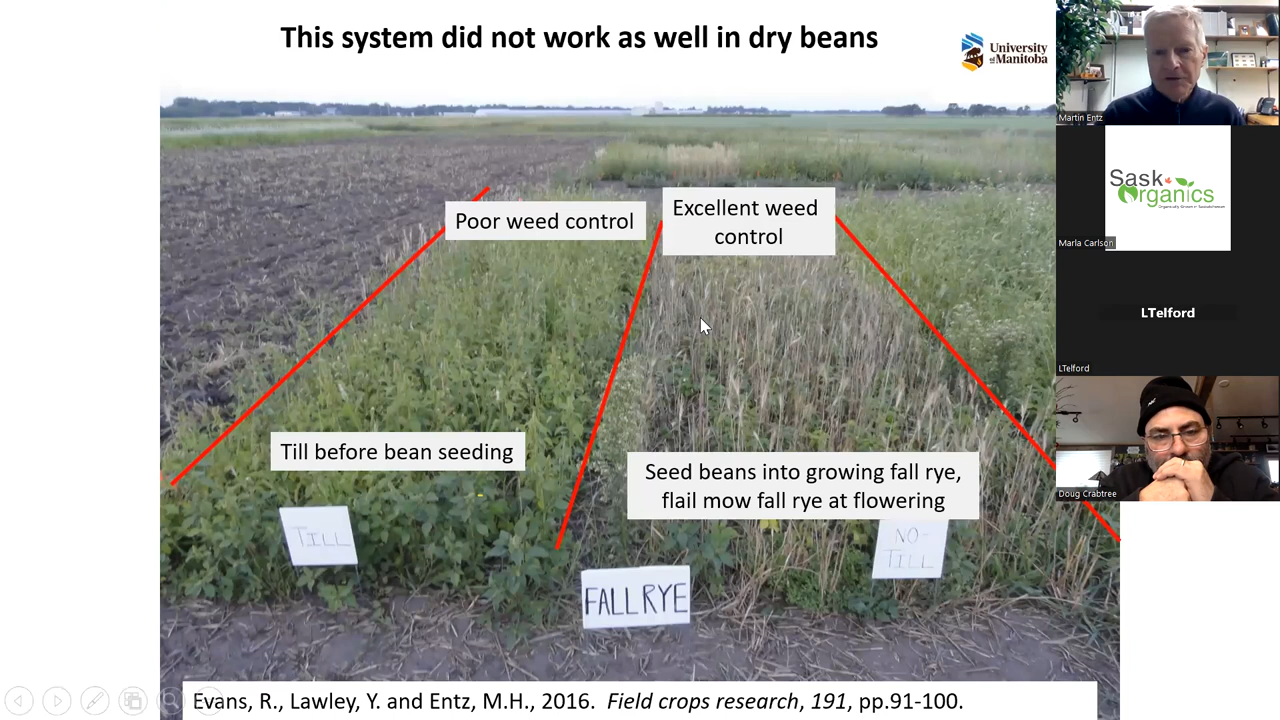 This system did not work as well in dry beans
University
of Manitoba
Martin Entz
Poor weed control
Excellent weed
control
Sask
Organics
Marla Carlson
LTelford
LTelford
Till before bean seeding
Seed beans into growing fall rye,
flail mow fall rye at flowering
Doug Crabtree
TILL
NO-
TILL
FALL RYE
Evans, R., Lawley, Y. and Entz, M.H., 2016. Field crops research, 191, pp.91-100.